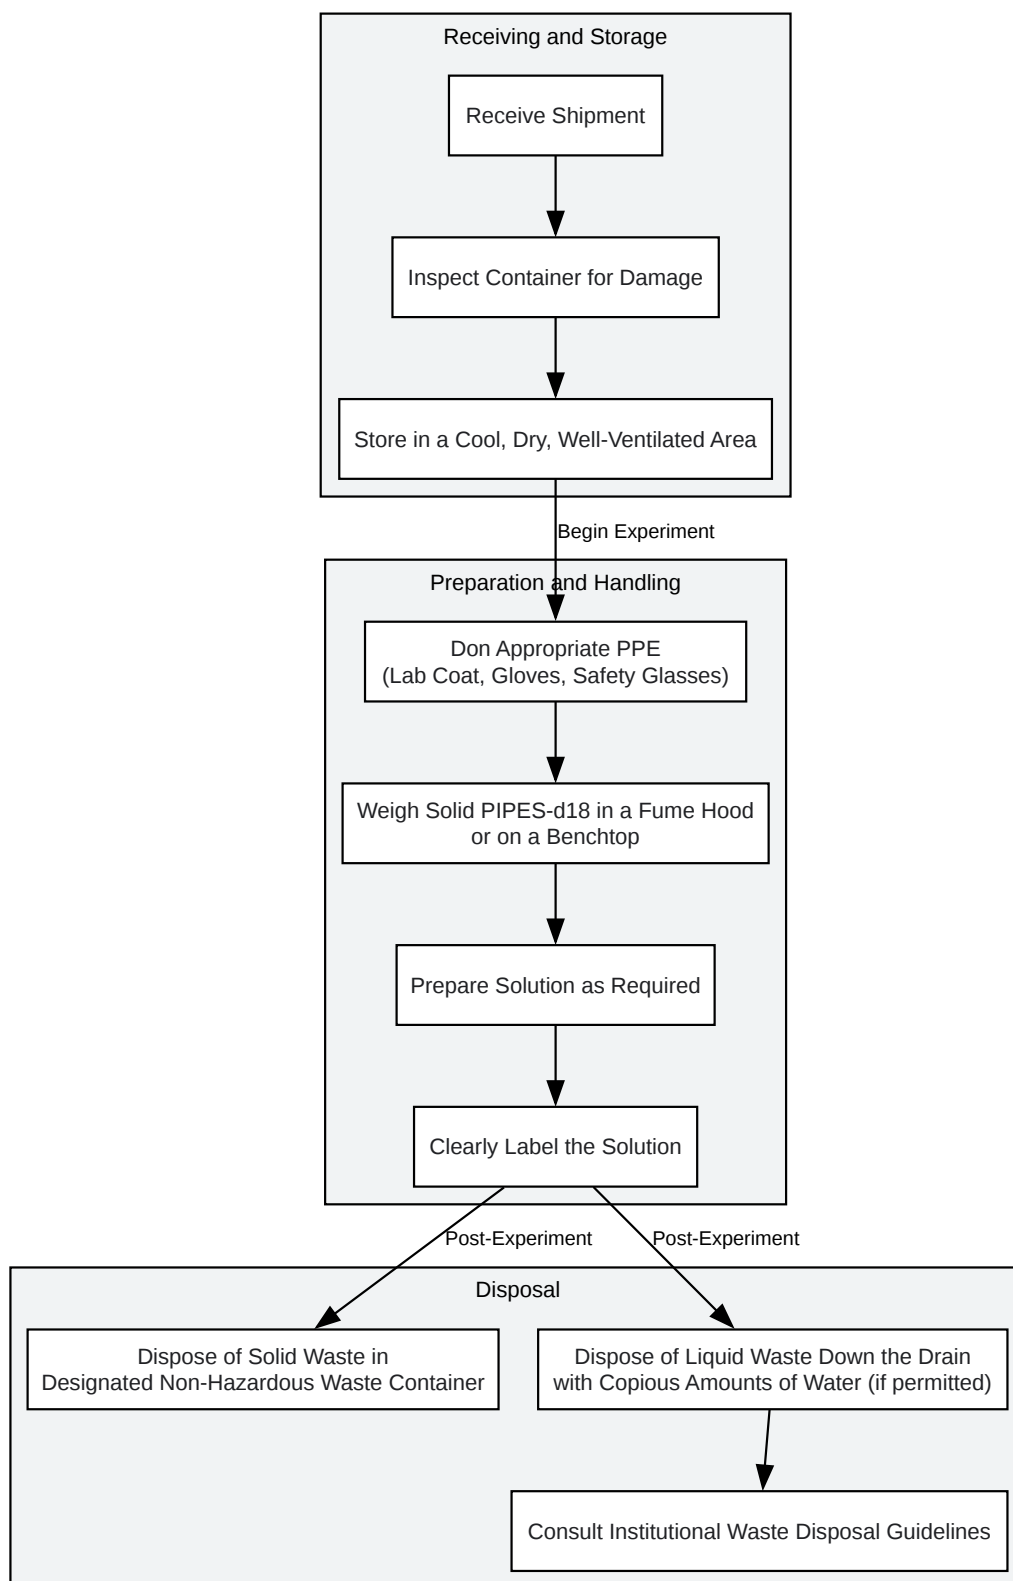 Receiving and Storage
Receive Shipment
Inspect Container for Damage
Store in a Cool, Dry, Well-Ventilated Area
Begin Experiment
Preparation and Handling
Don Appropriate PPE
(Lab Coat, Gloves, Safety Glasses)
Weigh Solid PIPES-d18 in a Fume Hood
or on a Benchtop
Prepare Solution as Required
Clearly Label the Solution
Post-Experiment
Post-Experiment
Disposal
Dispose of Solid Waste in
Designated Non-Hazardous Waste Container
Dispose of Liquid Waste Down the Drain
with Copious Amounts of Water (if permitted)
Consult Institutional Waste Disposal Guidelines